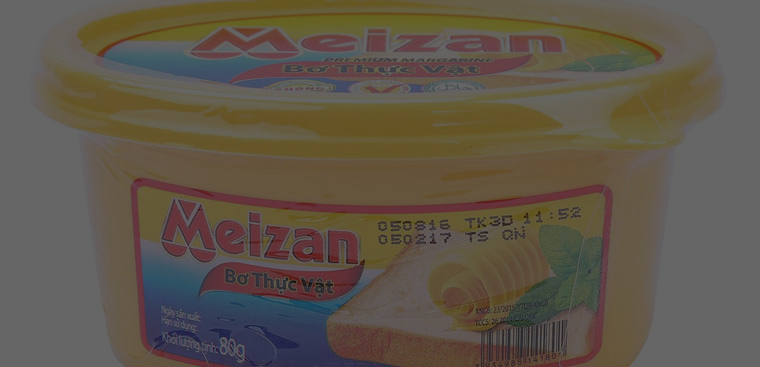 Meizan
PREMIUM MARGARINE
Bơ Thực Vật
Meizan
050816 TK3D 11:52
050217 TS QN
Bơ Thực Vật
Ngày sản xuất:
Hạn sử dụng:
Khối lượng tịnh: 80g